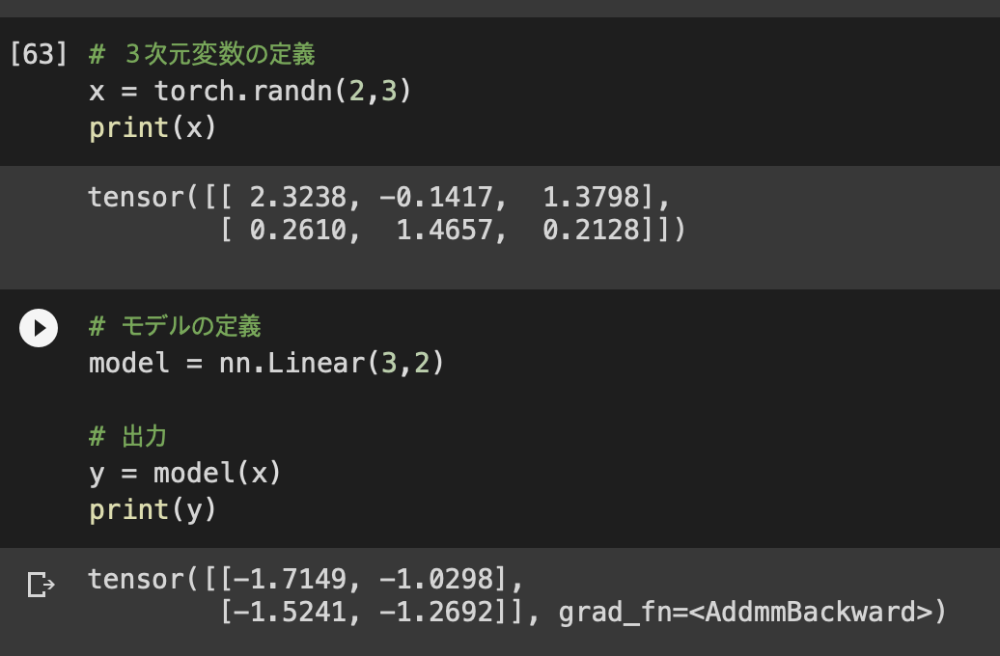 [63] # ３次元変数の定義
x = torch.randn(2,3)
print(x)
tensor([[ 2.3238, -0.1417,  1.3798],
        [ 0.2610,  1.4657,  0.2128]])
# モデルの定義
model = nn.Linear(3,2)
# 出力
y = model(x)
print(y)
tensor([[-1.7149, -1.0298],
        [-1.5241, -1.2692]], grad_fn=<AddmmBackward>)